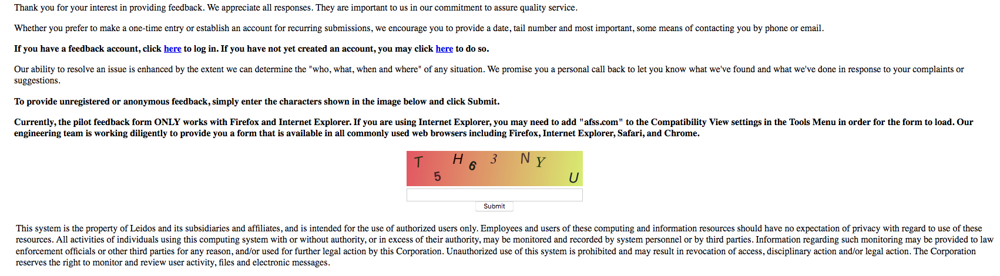 Thank you for your interest in providing feedback. We appreciate all responses. They are important to us in our commitment to assure quality service.
Whether you prefer to make a one-time entry or establish an account for recurring submissions, we encourage you to provide a date, tail number and most important, some means of contacting you by phone or email.
If you have a feedback account, click here to log in. If you have not yet created an account, you may click here to do so.
Our ability to resolve an issue is enhanced by the extent we can determine the "who, what, when and where" of any situation. We promise you a personal call back to let you know what we've found and what we've done in response to your complaints or
suggestions.
To provide unregistered or anonymous feedback, simply enter the characters shown in the image below and click Submit.
Currently, the pilot feedback form ONLY works with Firefox and Internet Explorer. If you are using Internet Explorer, you may need to add "afss.com" to the Compatibility View settings in the Tools Menu in order for the form to load. Our
engineering team is working diligently to provide you a form that is available in all commonly used web browsers including Firefox, Internet Explorer, Safari, and Chrome.
T 5 H 6 3 N Y U
Submit
This system is the property of Leidos and its subsidiaries and affiliates, and is intended for the use of authorized users only. Employees and users of these computing and information resources should have no expectation of privacy with regard to use of these
resources. All activities of individuals using this computing system with or without authority, or in excess of their authority, may be monitored and recorded by system personnel or by third parties. Information regarding such monitoring may be provided to law
enforcement officials or other third parties for any reason, and/or used for further legal action by this Corporation. Unauthorized use of this system is prohibited and may result in revocation of access, disciplinary action and/or legal action. The Corporation
reserves the right to monitor and review user activity, files and electronic messages.